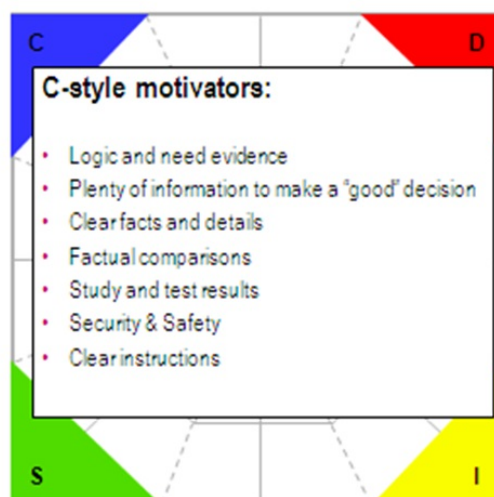 C
D
C-style motivators:
• Logic and need evidence
• Plenty of information to make a "good" decision
• Clear facts and details
• Factual comparisons
• Study and test results
• Security & Safety
• Clear instructions
S
I